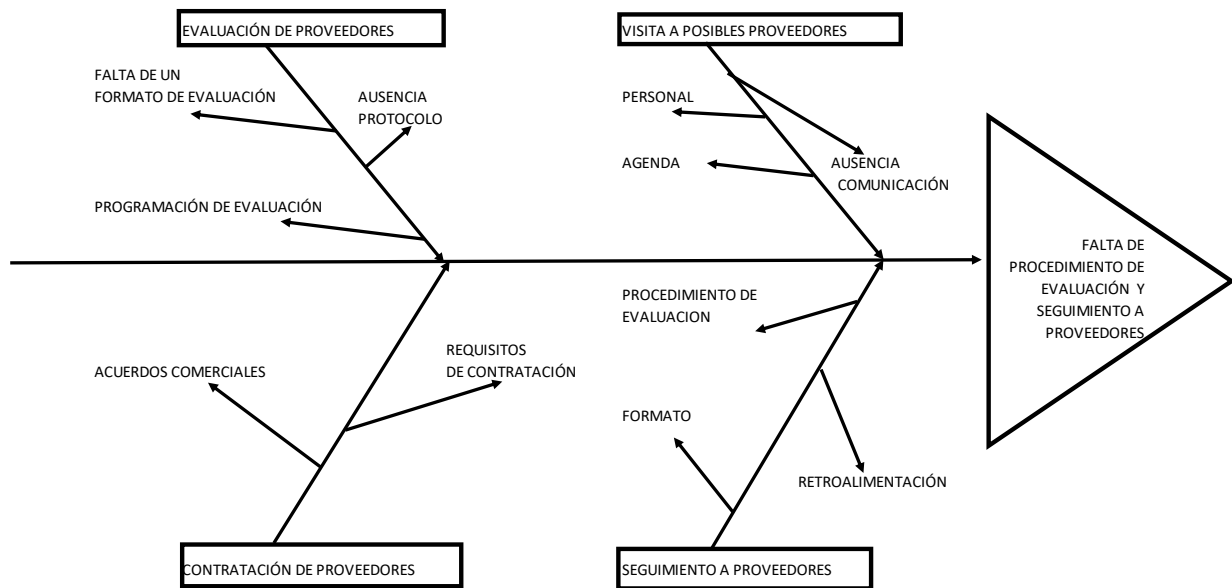 EVALUACIÓN DE PROVEEDORES
VISITA A POSIBLES PROVEEDORES
FALTA DE UN
FORMATO DE EVALUACIÓN
AUSENCIA
PROTOCOLO
PROGRAMACIÓN DE EVALUACIÓN
PERSONAL
AGENDA
AUSENCIA
COMUNICACIÓN
FALTA DE
PROCEDIMIENTO DE
EVALUACIÓN Y
SEGUIMIENTO A
PROVEEDORES
ACUERDOS COMERCIALES
REQUISITOS
DE CONTRATACIÓN
PROCEDIMIENTO DE
EVALUACION
FORMATO
RETROALIMENTACIÓN
CONTRATACIÓN DE PROVEEDORES
SEGUIMIENTO A PROVEEDORES